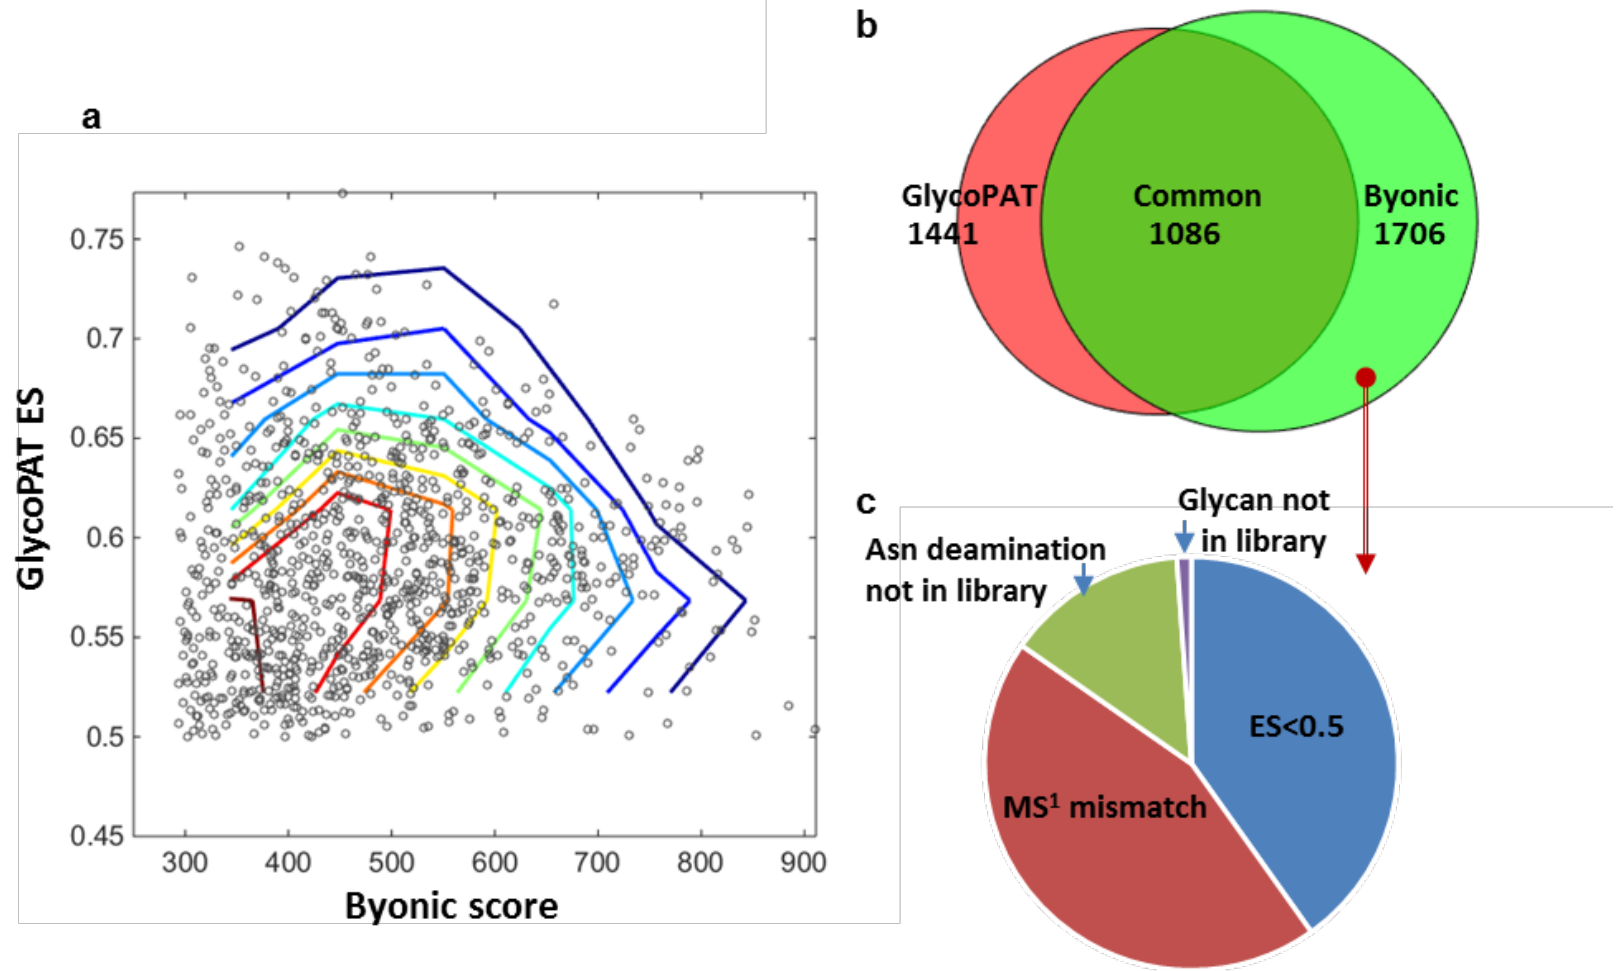 a
0.75
0.7
0.65
0.6
0.55
0.5
0.45
GlycoPAT ES
300 400 500 600 700 800 900
Byonic score
b
GlycoPAT
1441
Common
1086
Byonic
1706
c
Glycan not
in library
Asn deamination
not in library
ES<0.5
MS¹ mismatch